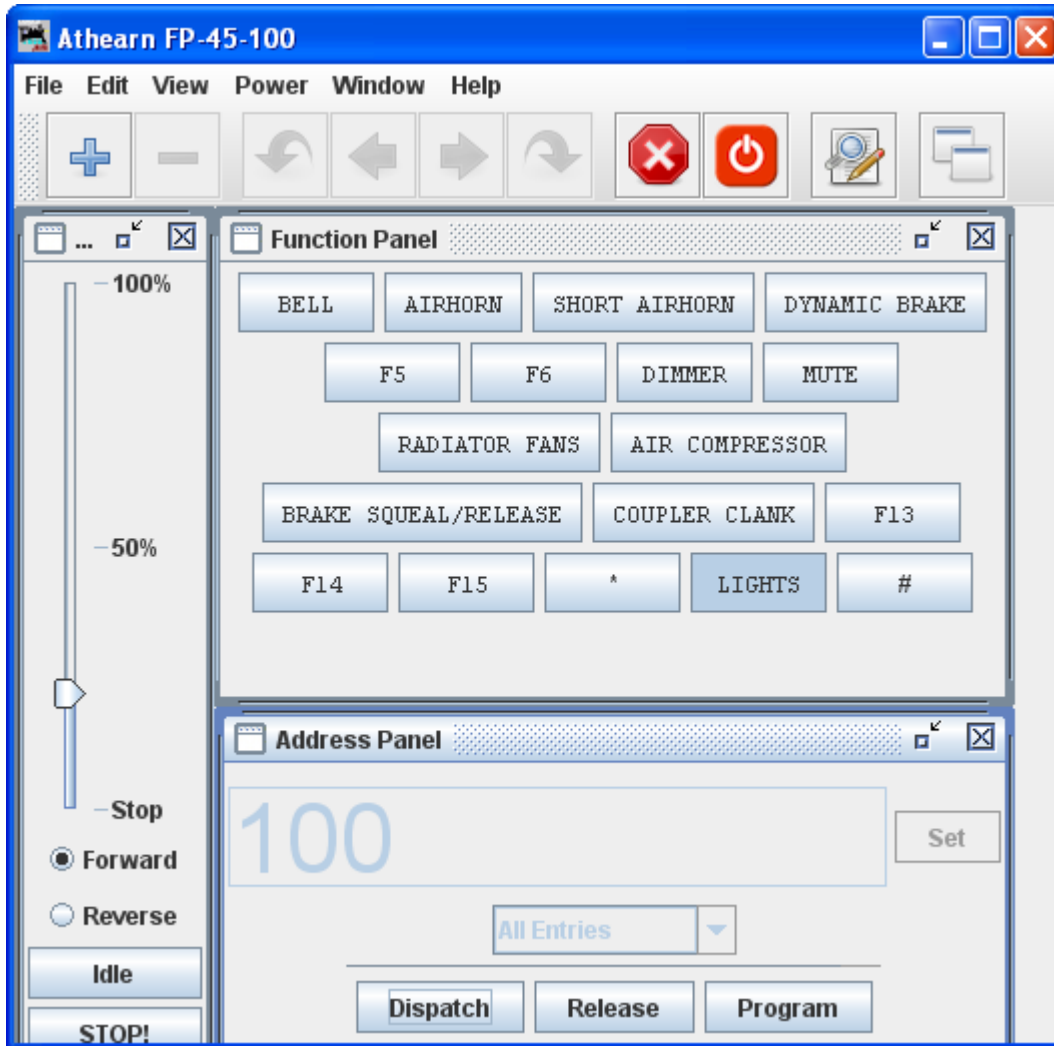 Athearn FP-45-100
File Edit View Power Window Help
...
100%
50%
Stop
Forward
Reverse
Idle
STOP!
Function Panel
BELL AIRHORN SHORT AIRHORN DYNAMIC BRAKE
F5 F6 DIMMER MUTE
RADIATOR FANS AIR COMPRESSOR
BRAKE SQUEAL/RELEASE COUPLER CLANK F13
F14 F15 * LIGHTS #
Address Panel
100 Set
All Entries
Dispatch Release Program